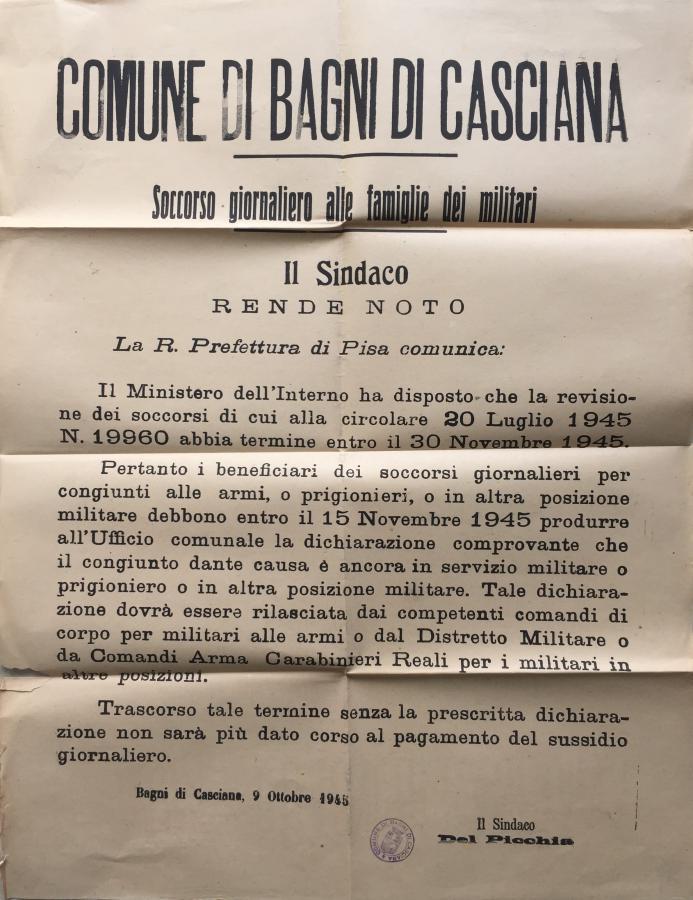 COMUNE DI BAGNI DI CASCIANA
Soccorso giornaliero alle famiglie dei militari
Il Sindaco
RENDE NOTO
La R. Prefettura di Pisa comunica:
Il Ministero dell'Interno ha disposto che la revisio-
ne dei soccorsi di cui alla circolare 20 Luglio 1945
N. 19960 abbia termine entro il 30 Novembre 1945.
Pertanto i beneficiari dei soccorsi giornalieri per
congiunti alle armi, o prigionieri, o in altra posizione
militare debbono entro il 15 Novembre 1945 produrre
all'Ufficio comunale la dichiarazione comprovante che
il congiunto dante causa è ancora in servizio militare o
prigioniero o in altra posizione militare. Tale dichiara-
zione dovrà essere rilasciata dai competenti comandi di
corpo per militari alle armi o dal Distretto Militare o
da Comandi Arma Carabinieri Reali per i militari in
altre posizioni.
Trascorso tale termine senza la prescritta dichiara-
zione non sarà più dato corso al pagamento del sussidio
giornaliero.
Bagni di Casciana, 9 Ottobre 1945
Il Sindaco
Del Picchia
COMUNE DI BAGNI DI CASCIANA